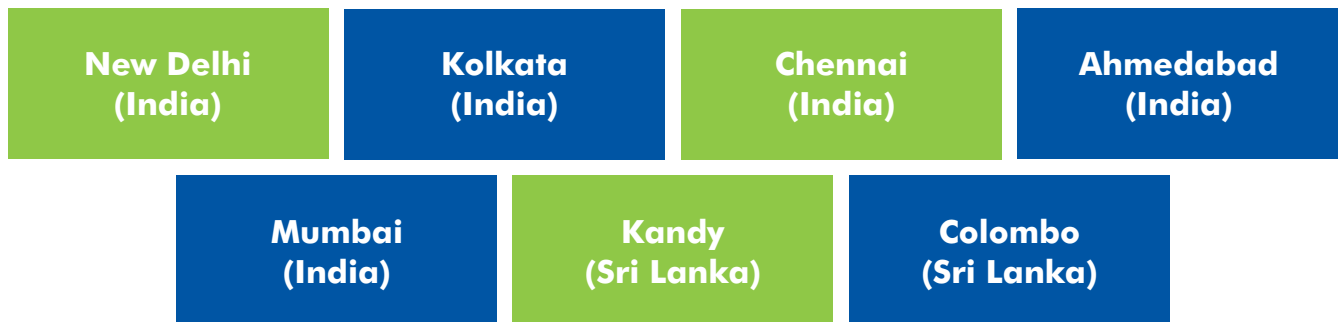 New Delhi
(India)
Kolkata
(India)
Chennai
(India)
Ahmedabad
(India)
Mumbai
(India)
Kandy
(Sri Lanka)
Colombo
(Sri Lanka)